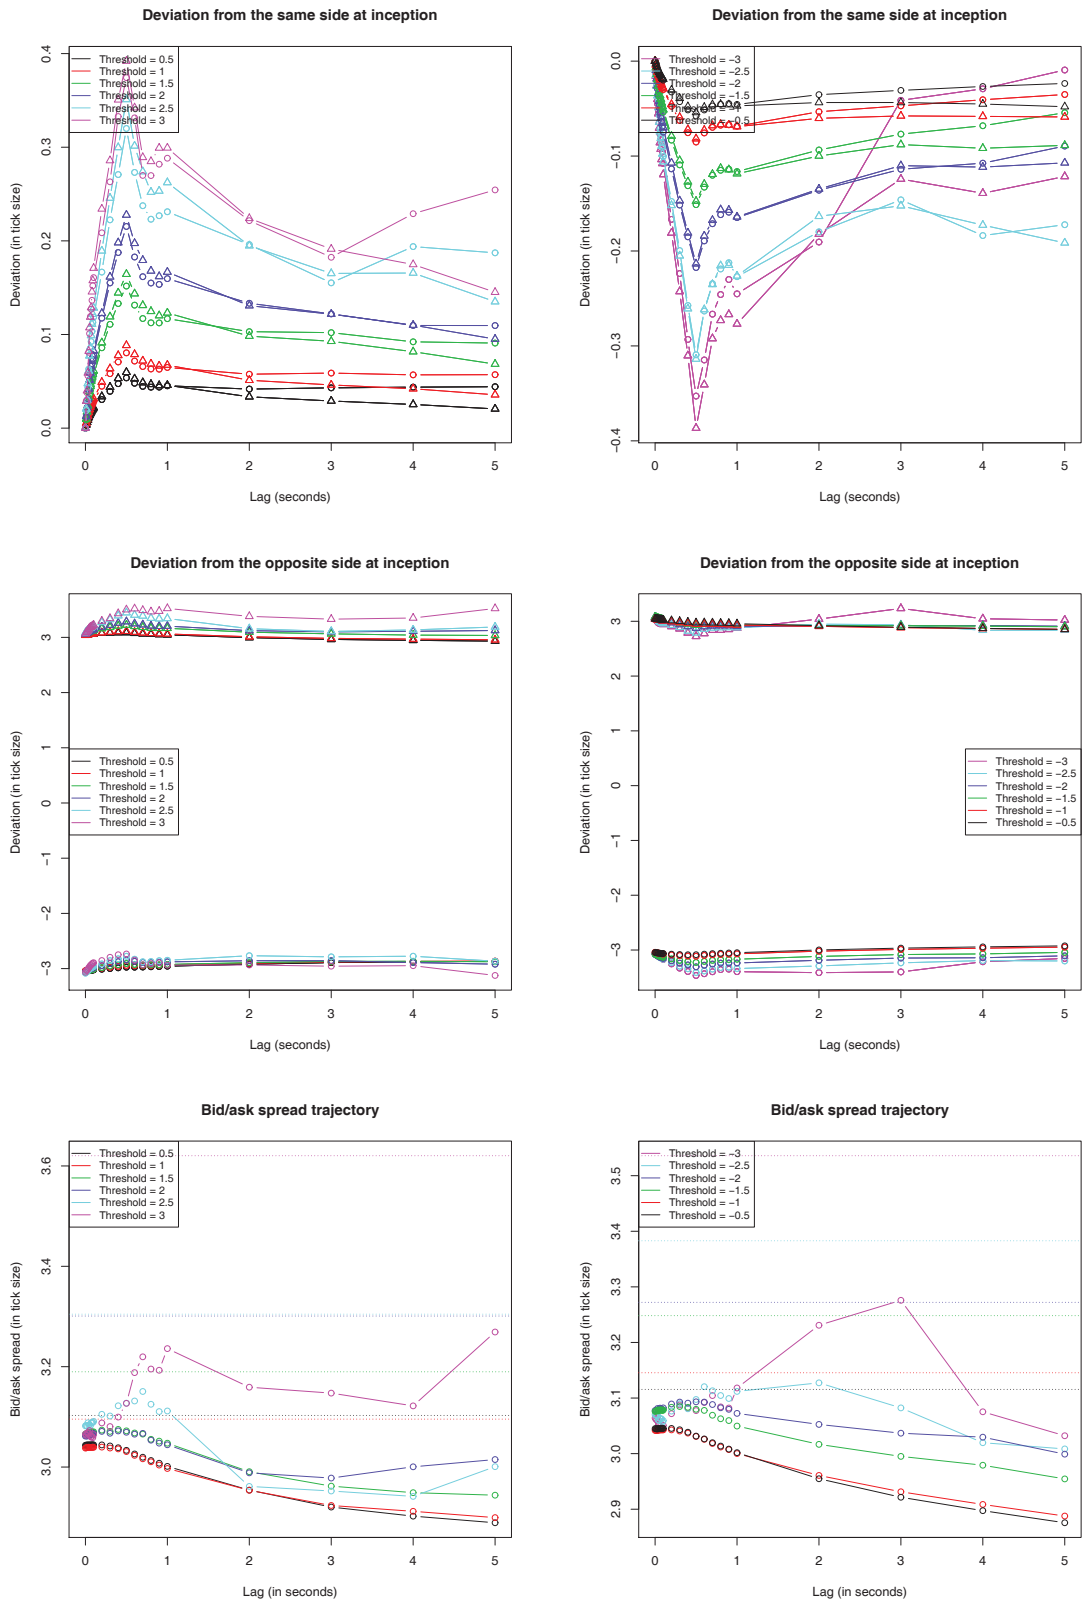 Deviation from the same side at inception
Deviation (in tick size)
0.4
0.3
0.2
0.1
0.0
Threshold = 0.5
Threshold = 1
Threshold = 1.5
Threshold = 2
Threshold = 2.5
Threshold = 3
0 1 2 3 4 5
Lag (seconds)
Deviation from the same side at inception
Deviation (in tick size)
0.0
−0.1
−0.2
−0.3
−0.4
Threshold = −3
Threshold = −2.5
Threshold = −2
Threshold = −1.5
Threshold = −1
Threshold = −0.5
0 1 2 3 4 5
Lag (seconds)
Deviation from the opposite side at inception
Deviation (in tick size)
3
2
1
0
−1
−2
−3
Threshold = 0.5
Threshold = 1
Threshold = 1.5
Threshold = 2
Threshold = 2.5
Threshold = 3
0 1 2 3 4 5
Lag (seconds)
Deviation from the opposite side at inception
Deviation (in tick size)
3
2
1
0
−1
−2
−3
Threshold = −3
Threshold = −2.5
Threshold = −2
Threshold = −1.5
Threshold = −1
Threshold = −0.5
0 1 2 3 4 5
Lag (seconds)
Bid/ask spread trajectory
Bid/ask spread (in tick size)
3.6
3.4
3.2
3.0
Threshold = 0.5
Threshold = 1
Threshold = 1.5
Threshold = 2
Threshold = 2.5
Threshold = 3
0 1 2 3 4 5
Lag (in seconds)
Bid/ask spread trajectory
Bid/ask spread (in tick size)
3.5
3.4
3.3
3.2
3.1
3.0
2.9
Threshold = −3
Threshold = −2.5
Threshold = −2
Threshold = −1.5
Threshold = −1
Threshold = −0.5
0 1 2 3 4 5
Lag (in seconds)